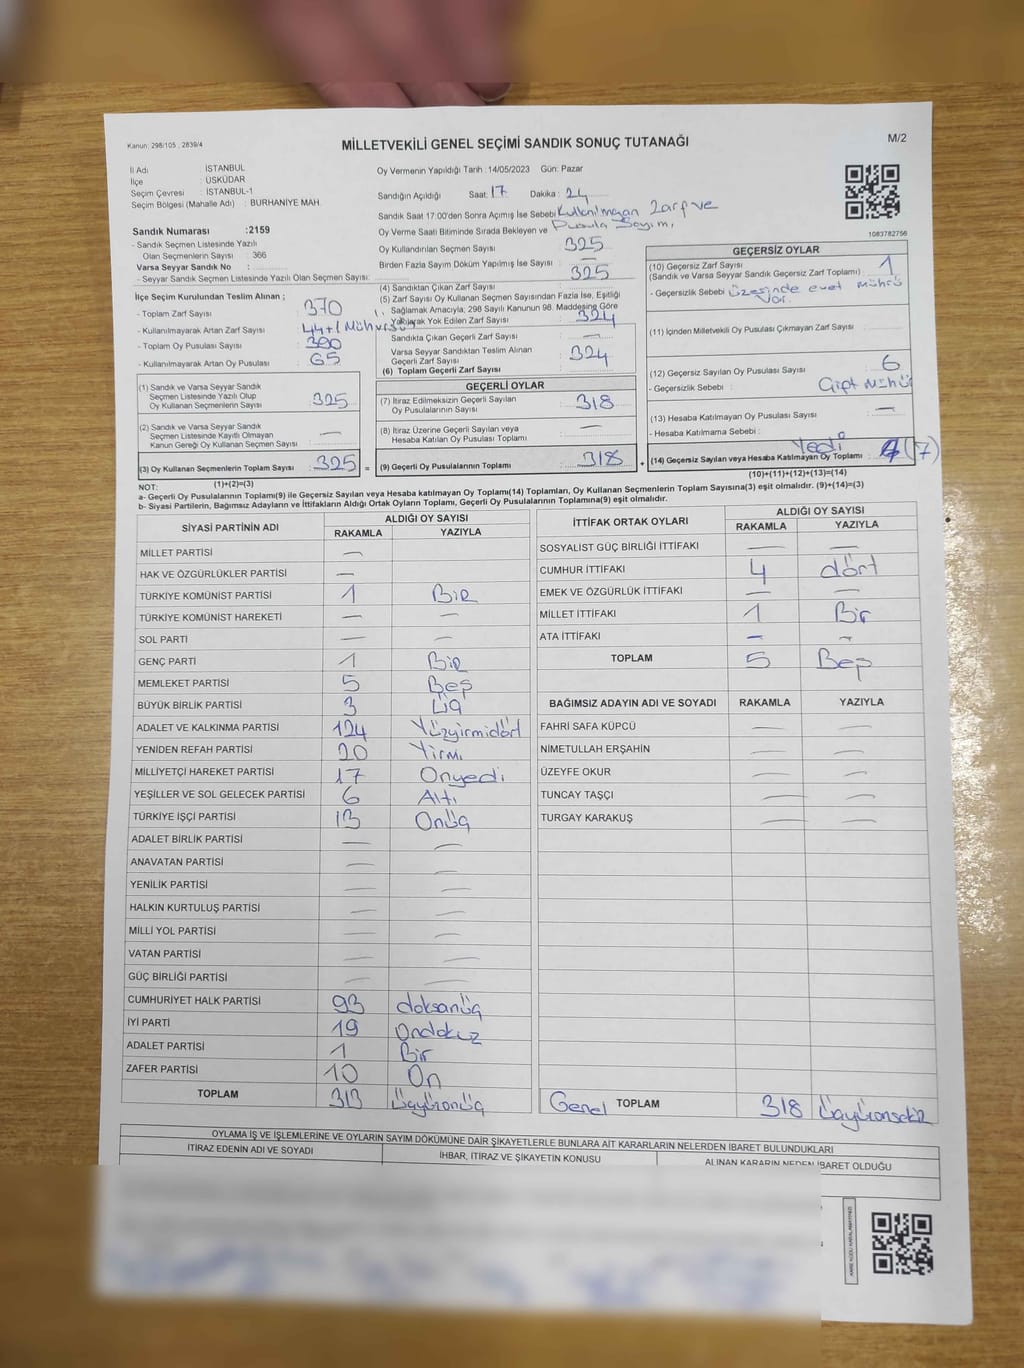 Kanun: 298/105 , 2839/4
MİLLETVEKİLİ GENEL SEÇİMİ SANDIK SONUÇ TUTANAĞI
M/2
İl Adı : İSTANBUL
İlçe : ÜSKÜDAR
Seçim Çevresi : İSTANBUL-1
Seçim Bölgesi (Mahalle Adı) : BURHANİYE MAH.
Oy Vermenin Yapıldığı Tarih :14/05/2023 Gün: Pazar
Sandığın Açıldığı Saat: 17 Dakika : 24
Sandık Saat 17:00'den Sonra Açımış İse Sebebi Kullanılmayan Zarf ve
Pusula Sayım,
Sandık Numarası :2159
- Sandık Seçmen Listesinde Yazılı
Olan Seçmenlerin Sayısı : 366
Varsa Seyyar Sandık No :
- Seyyar Sandık Seçmen Listesinde Yazılı Olan Seçmen Sayısı:
Oy Verme Saati Bitiminde Sırada Bekleyen ve
Oy Kullandırılan Seçmen Sayısı 325
Birden Fazla Sayım Döküm Yapılmış İse Sayısı : —
1083782756
İlçe Seçim Kurulundan Teslim Alınan ;
- Toplam Zarf Sayısı : 370
- Kullanılmayarak Artan Zarf Sayısı : 44+1 Mühürsüz
- Toplam Oy Pusulası Sayısı : 390
- Kullanılmayarak Artan Oy Pusulası : 65
(4) Sandıktan Çıkan Zarf Sayısı : 325
(5) Zarf Sayısı Oy Kullanan Seçmen Sayısından Fazla İse, Eşitliği
Sağlamak Amacıyla, 298 Sayılı Kanunun 98. Maddesine Göre
Yakılarak Yok Edilen Zarf Sayısı : 324
Sandıkta Çıkan Geçerli Zarf Sayısı : —
Varsa Seyyar Sandıktan Teslim Alınan
Geçerli Zarf Sayısı : 324
(6) Toplam Geçerli Zarf Sayısı
GEÇERSİZ OYLAR
(10) Geçersiz Zarf Sayısı : 1
(Sandık ve Varsa Seyyar Sandık Geçersiz Zarf Toplamı)
- Geçersizlik Sebebi : üzerinde evet mührü
var.
(11) İçinden Milletvekili Oy Pusulası Çıkmayan Zarf Sayısı :
(12) Geçersiz Sayılan Oy Pusulası Sayısı : 6
- Geçersizlik Sebebi : Çift mühür
(13) Hesaba Katılmayan Oy Pusulası Sayısı : —
- Hesaba Katılmama Sebebi :
Yedi
(14) Geçersiz Sayılan veya Hesaba Katılmayan Oy Toplamı : (7)
(10)+(11)+(12)+(13)=(14)
(1) Sandık ve Varsa Seyyar Sandık
Seçmen Listesinde Yazılı Olup
Oy Kullanan Seçmenlerin Sayısı : 325
(2) Sandık ve Varsa Seyyar Sandık
Seçmen Listesinde Kayıtlı Olmayan
Kanun Gereği Oy Kullanan Seçmen Sayısı : —
(3) Oy Kullanan Seçmenlerin Toplam Sayısı : 325 =
(1)+(2)=(3)
GEÇERLİ OYLAR
(7) İtiraz Edilmeksizin Geçerli Sayılan
Oy Pusulalarının Sayısı : 318
(8) İtiraz Üzerine Geçerli Sayılan veya
Hesaba Katılan Oy Pusulası Toplamı : —
(9) Geçerli Oy Pusulalarının Toplamı : 318 +
NOT:
a- Geçerli Oy Pusulaları Toplamı(9) ile Geçersiz Sayılan veya Hesaba katılmayan Oy Toplamı(14) Toplamları, Oy Kullanan Seçmenlerin Toplam Sayısına(3) eşit olmalıdır. (9)+(14)=(3)
b- Siyasi Partilerin, Bağımsız Adayların ve İttifakların Aldığı Ortak Oyların Toplamı, Geçerli Oy Pusulalarının Toplamına(9) eşit olmalıdır.
SİYASİ PARTİNİN ADI ALDIĞI OY SAYISI
RAKAMLA YAZIYLA
MİLLET PARTİSİ —
HAK VE ÖZGÜRLÜKLER PARTİSİ —
TÜRKİYE KOMÜNİST PARTİSİ 1 Bir
TÜRKİYE KOMÜNİST HAREKETİ — —
SOL PARTİ — —
GENÇ PARTİ 1 Bir
MEMLEKET PARTİSİ 5 Beş
BÜYÜK BİRLİK PARTİSİ 3 Üç
ADALET VE KALKINMA PARTİSİ 124 Yüzyirmidört
YENİDEN REFAH PARTİSİ 20 Yirmi
MİLLİYETÇİ HAREKET PARTİSİ 17 Onyedi
YEŞİLLER VE SOL GELECEK PARTİSİ 6 Altı
TÜRKİYE İŞÇİ PARTİSİ 13 Onüç
ADALET BİRLİK PARTİSİ — —
ANAVATAN PARTİSİ — —
YENİLİK PARTİSİ — —
HALKIN KURTULUŞ PARTİSİ — —
MİLLİ YOL PARTİSİ — —
VATAN PARTİSİ — —
GÜÇ BİRLİĞİ PARTİSİ — —
CUMHURİYET HALK PARTİSİ 93 doksanüç
İYİ PARTİ 19 Ondokuz
ADALET PARTİSİ 1 Bir
ZAFER PARTİSİ 10 On
TOPLAM 313 Üçyüzonüç
İTTİFAK ORTAK OYLARI ALDIĞI OY SAYISI
RAKAMLA YAZIYLA
SOSYALİST GÜÇ BİRLİĞİ İTTİFAKI — —
CUMHUR İTTİFAKI 4 dört
EMEK VE ÖZGÜRLÜK İTTİFAKI — —
MİLLET İTTİFAKI 1 Bir
ATA İTTİFAKI — —
TOPLAM 5 Beş
BAĞIMSIZ ADAYIN ADI VE SOYADI RAKAMLA YAZIYLA
FAHRİ SAFA KÜPCÜ — —
NİMETULLAH ERŞAHİN — —
ÜZEYFE OKUR — —
TUNCAY TAŞÇI — —
TURGAY KARAKUŞ — —
Genel TOPLAM 318 Üçyüzonsekiz
OYLAMA İŞ VE İŞLEMLERİNE VE OYLARIN SAYIM DÖKÜMÜNE DAİR ŞİKAYETLERLE BUNLARA AİT KARARLARIN NELERDEN İBARET BULUNDUKLARI
İTİRAZ EDENİN ADI VE SOYADI İHBAR, İTİRAZ VE ŞİKAYETİN KONUSU ALINAN KARARIN NEDEN İBARET OLDUĞU